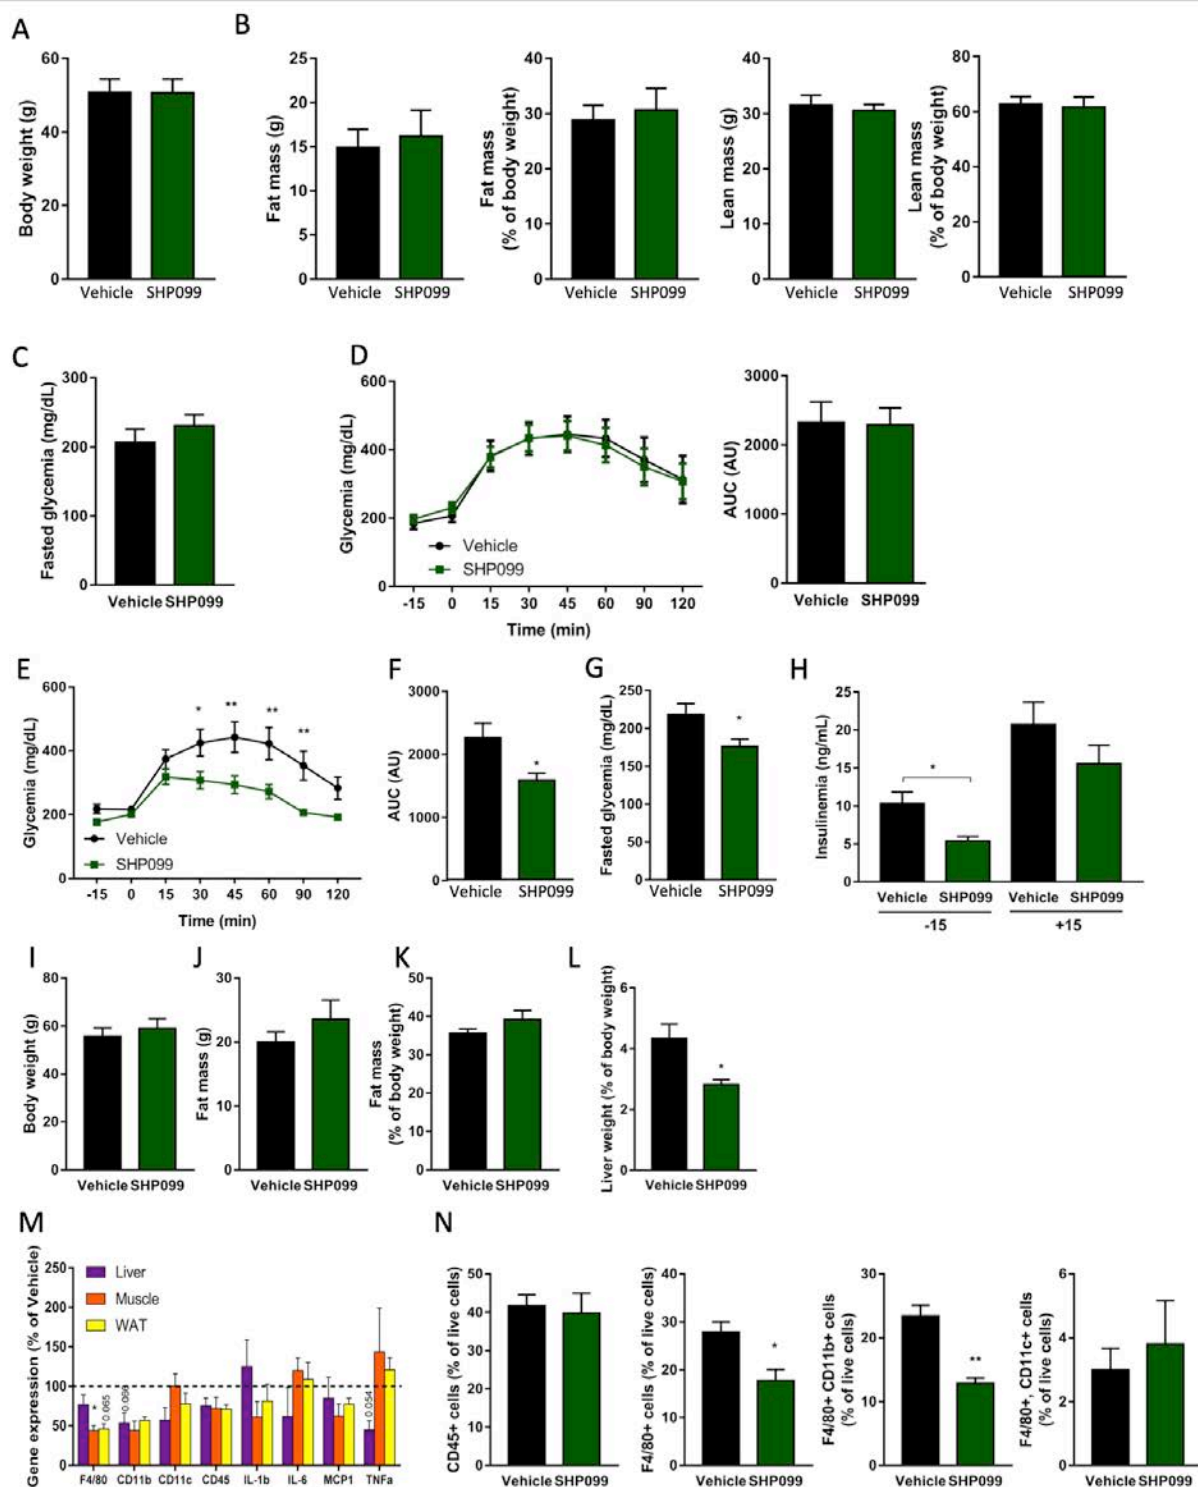 A
Body weight (g)
60
40
20
0
Vehicle SHP099
B
Fat mass (g)
25
20
15
10
5
0
Vehicle SHP099
Fat mass
(% of body weight)
40
30
20
10
0
Vehicle SHP099
Lean mass (g)
40
30
20
10
0
Vehicle SHP099
Lean mass
(% of body weight)
80
60
40
20
0
Vehicle SHP099
C
Fasted glycemia (mg/dL)
300
200
100
0
Vehicle SHP099
D
Glycemia (mg/dL)
600
400
200
0
Vehicle
SHP099
-15 0 15 30 45 60 90 120
Time (min)
AUC (AU)
3000
2000
1000
0
Vehicle SHP099
E
Glycemia (mg/dL)
600
400
200
0
* ** ** **
Vehicle
SHP099
-15 0 15 30 45 60 90 120
Time (min)
F
AUC (AU)
3000
2000
1000
0
*
Vehicle SHP099
G
Fasted glycemia (mg/dL)
250
200
150
100
50
0
*
Vehicle SHP099
H
Insulinemia (ng/mL)
25
20
15
10
5
0
*
Vehicle SHP099 Vehicle SHP099
-15 +15
I
Body weight (g)
80
60
40
20
0
Vehicle SHP099
J
Fat mass (g)
30
20
10
0
Vehicle SHP099
K
Fat mass
(% of body weight)
50
40
30
20
10
0
Vehicle SHP099
L
Liver weight (% of body weight)
6
4
2
0
*
Vehicle SHP099
M
Gene expression (% of Vehicle)
250
200
150
100
50
0
Liver
Muscle
WAT
*
0.065
0.054
F4/80 CD11b CD11c CD45 IL-1b IL-6 MCP1 TNFa
N
CD45+ cells (% of live cells)
50
40
30
20
10
0
Vehicle SHP099
F4/80+ cells (% of live cells)
40
30
20
10
0
*
Vehicle SHP099
F4/80+ CD11b+ cells
(% of live cells)
30
20
10
0
**
Vehicle SHP099
F4/80+, CD11c+ cells
(% of live cells)
6
4
2
0
Vehicle SHP099